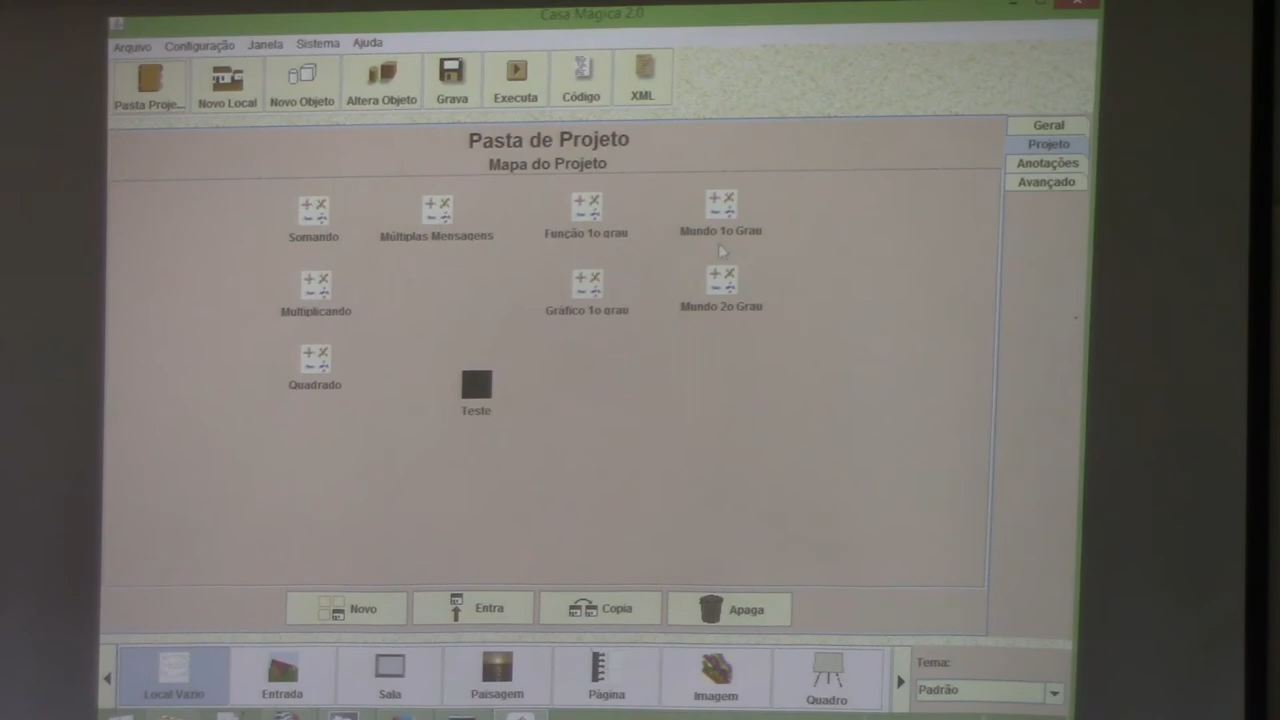 Casa Mágica 2.0
Arquivo Configuração Janela Sistema Ajuda
Pasta Proje... Novo Local Novo Objeto Altera Objeto Grava Executa Código XML
Pasta de Projeto
Mapa do Projeto
Geral
Projeto
Anotações
Avançado
Somando Múltiplas Mensagens Função 1o grau Mundo 1o Grau
Multiplicando Gráfico 1o grau Mundo 2o Grau
Quadrado
Teste
Novo Entra Copia Apaga
Local Vazio Entrada Sala Paisagem Página Imagem Quadro
Tema:
Padrão